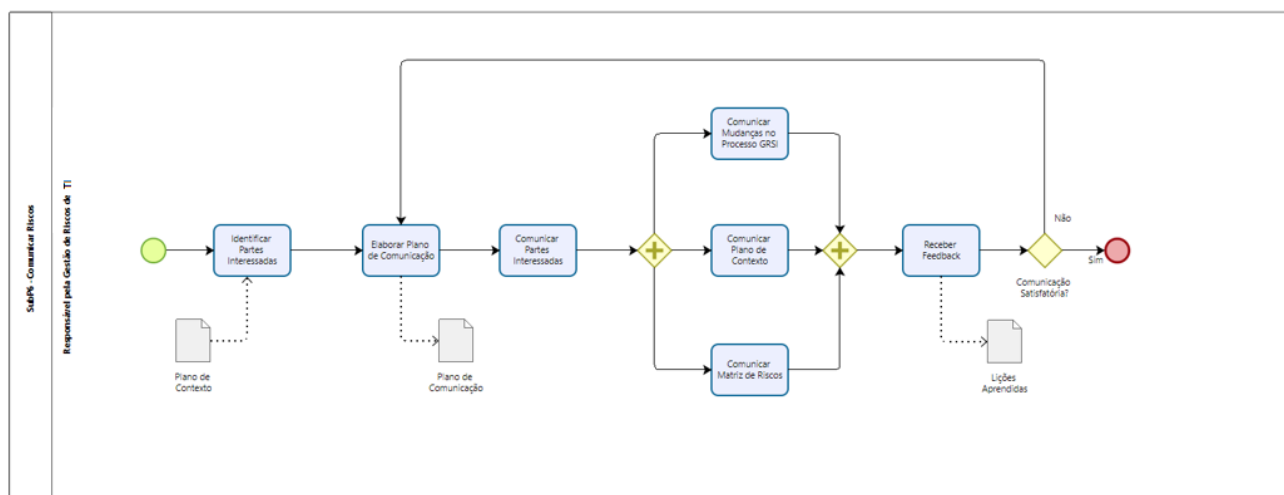 SubP6 - Comunicar Riscos
Responsável pela Gestão de Riscos de TI
Identificar
Partes
Interessadas
Plano de
Contexto
Elaborar Plano
de Comunicação
Plano de
Comunicação
Comunicar
Partes
Interessadas
Comunicar
Mudanças no
Processo GRSI
Comunicar
Plano de
Contexto
Comunicar
Matriz de Riscos
Receber
Feedback
Lições
Aprendidas
Não
Sim
Comunicação
Satisfatória?